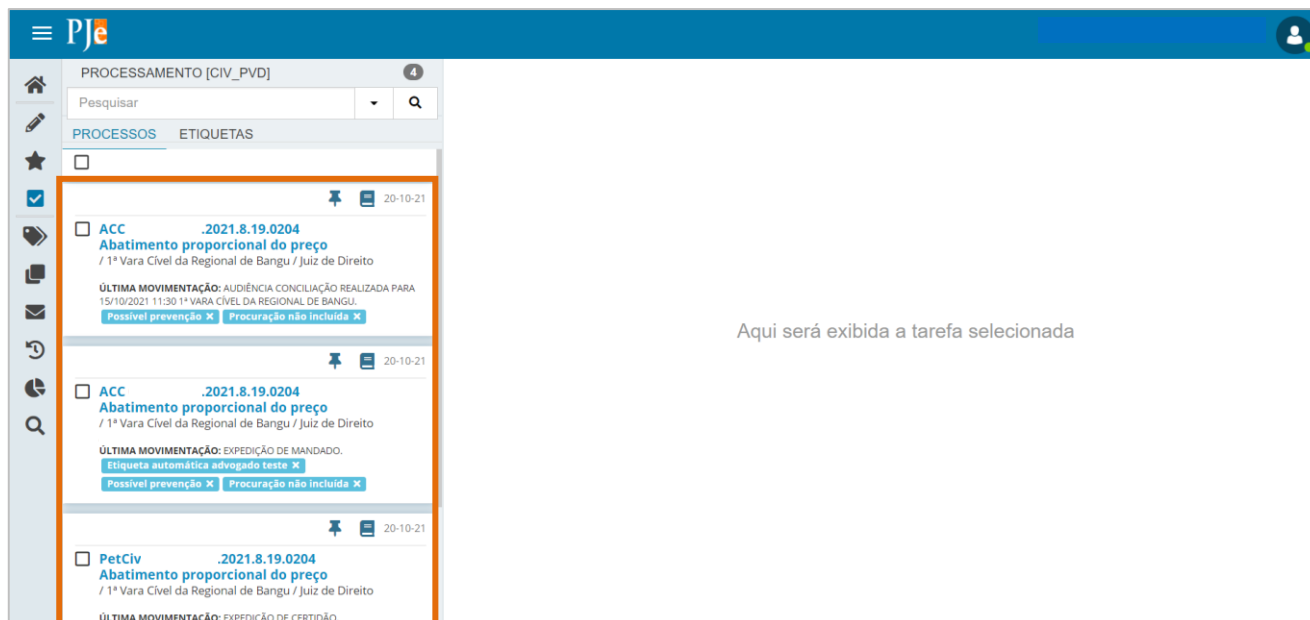 PJe
PROCESSAMENTO [CIV_PVD] 4
Pesquisar
PROCESSOS ETIQUETAS
20-10-21
ACC .2021.8.19.0204
Abatimento proporcional do preço
/ 1ª Vara Cível da Regional de Bangu / Juiz de Direito
ÚLTIMA MOVIMENTAÇÃO: AUDIÊNCIA CONCILIAÇÃO REALIZADA PARA
15/10/2021 11:30 1ª VARA CÍVEL DA REGIONAL DE BANGU.
Possível prevenção × Procuração não incluída ×
20-10-21
ACC .2021.8.19.0204
Abatimento proporcional do preço
/ 1ª Vara Cível da Regional de Bangu / Juiz de Direito
ÚLTIMA MOVIMENTAÇÃO: EXPEDIÇÃO DE MANDADO.
Etiqueta automática advogado teste ×
Possível prevenção × Procuração não incluída ×
20-10-21
PetCiv .2021.8.19.0204
Abatimento proporcional do preço
/ 1ª Vara Cível da Regional de Bangu / Juiz de Direito
ÚLTIMA MOVIMENTAÇÃO: EXPEDIÇÃO DE CERTIDÃO.
Aqui será exibida a tarefa selecionada